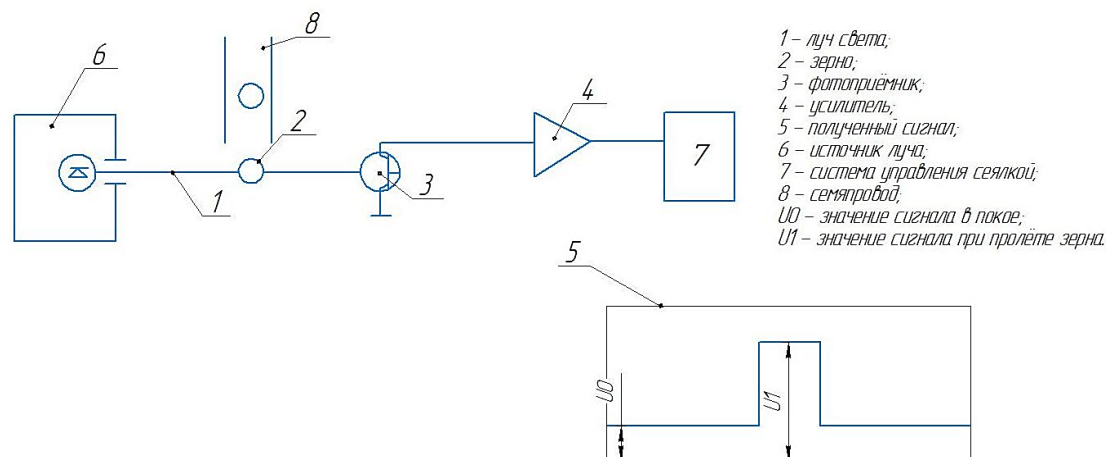 8
6
2
4
7
1
3
1 – луч света;
2 – зерно;
3 – фотоприёмник;
4 – усилитель;
5 – полученный сигнал;
6 – источник луча;
7 – система управления сеялкой;
8 – семяпровод;
U0 – значение сигнала в покое;
U1 – значение сигнала при пролёте зерна.
5
U0
U1